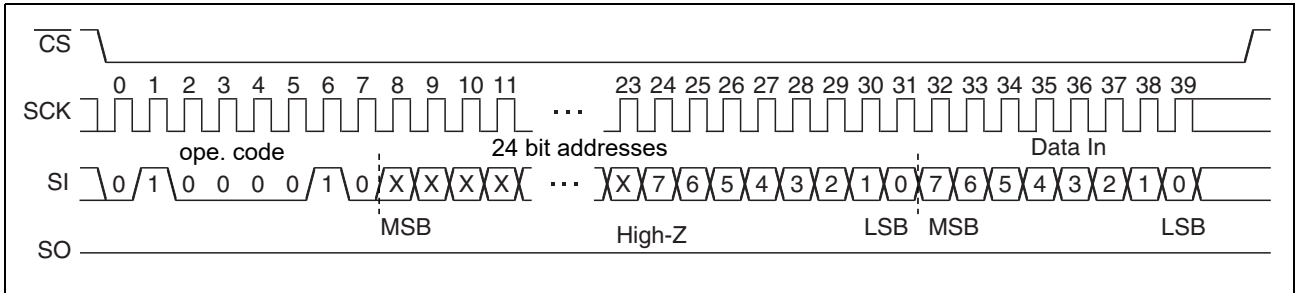 CS
0 1 2 3 4 5 6 7 8 9 10 11 23 24 25 26 27 28 29 30 31 32 33 34 35 36 37 38 39
SCK ···
ope. code 24 bit addresses Data In
SI 0 1 0 0 0 0 1 0 X X X X ··· X 7 6 5 4 3 2 1 0 7 6 5 4 3 2 1 0
MSB High-Z LSB MSB LSB
SO